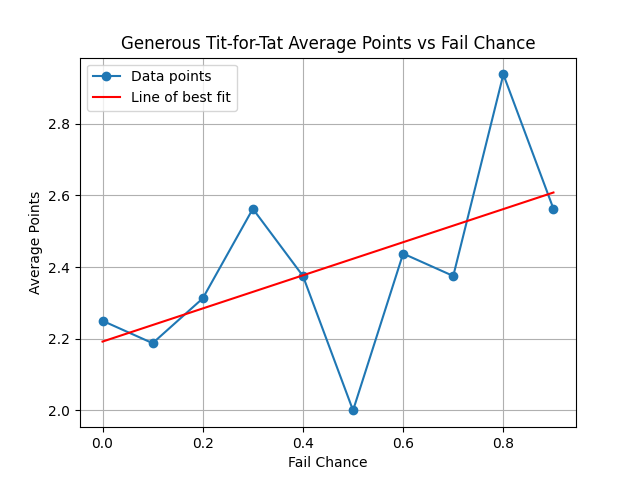 Generous Tit-for-Tat Average Points vs Fail Chance
Data points
Line of best fit
Average Points
2.8
2.6
2.4
2.2
2.0
0.0 0.2 0.4 0.6 0.8
Fail Chance